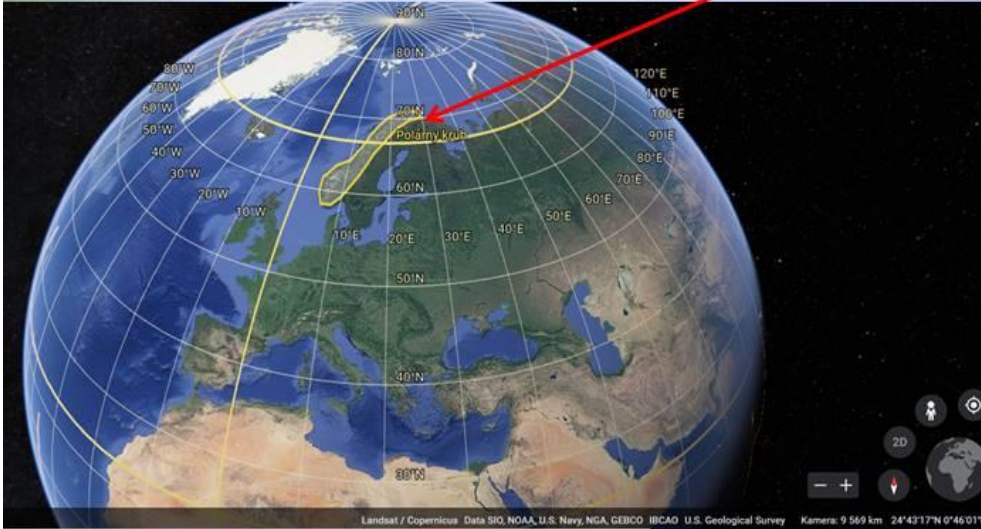 90°N
80°N
80°W
70°W
60°W
50°W
40°W
30°W
20°W
10°W
70°N
Polárny kruh
60°N
10°E
20°E
30°E
40°E
50°E
60°E
70°E
80°E
90°E
100°E
110°E
120°E
50°N
40°N
30°N
2D
Landsat / Copernicus Data SIO, NOAA, U.S. Navy, NGA, GEBCO IBCAO U.S. Geological Survey Kamera: 9 569 km 24°43'17"N 0°46'01"